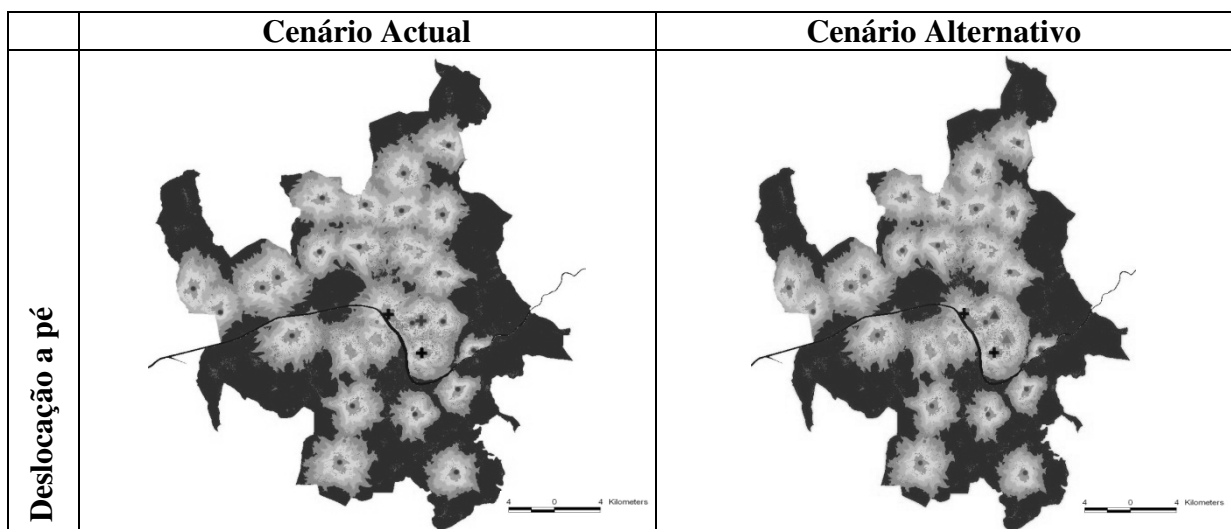 Cenário Actual
Cenário Alternativo
Deslocação a pé
4 0 4 Kilometers
4 0 4 Kilometers